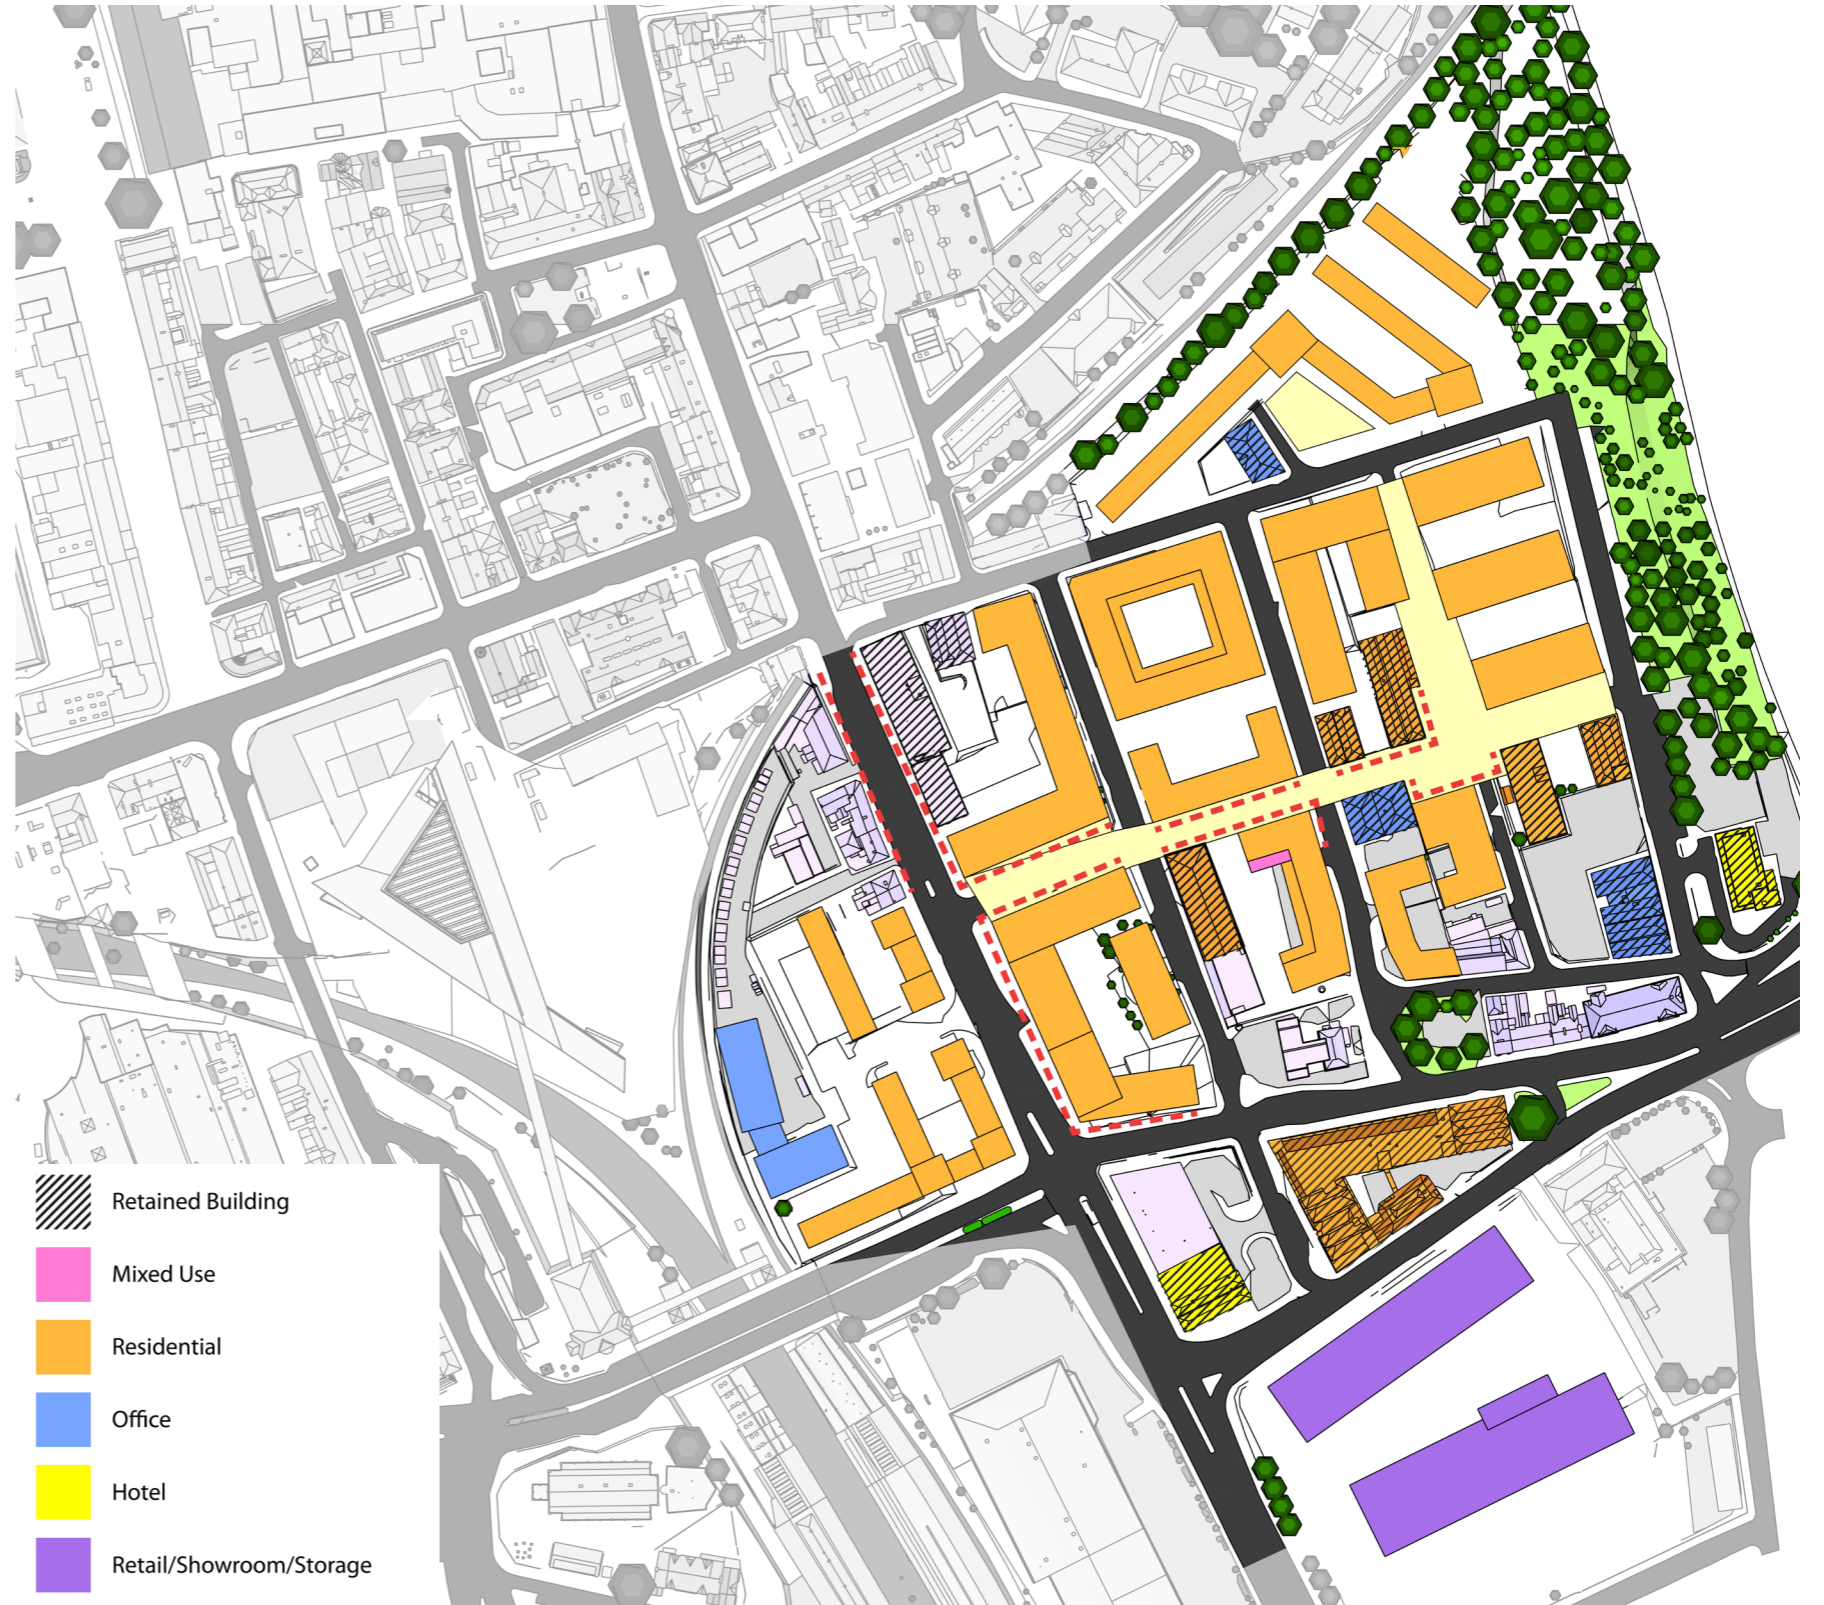 Retained Building
Mixed Use
Residential
Office
Hotel
Retail/Showroom/Storage